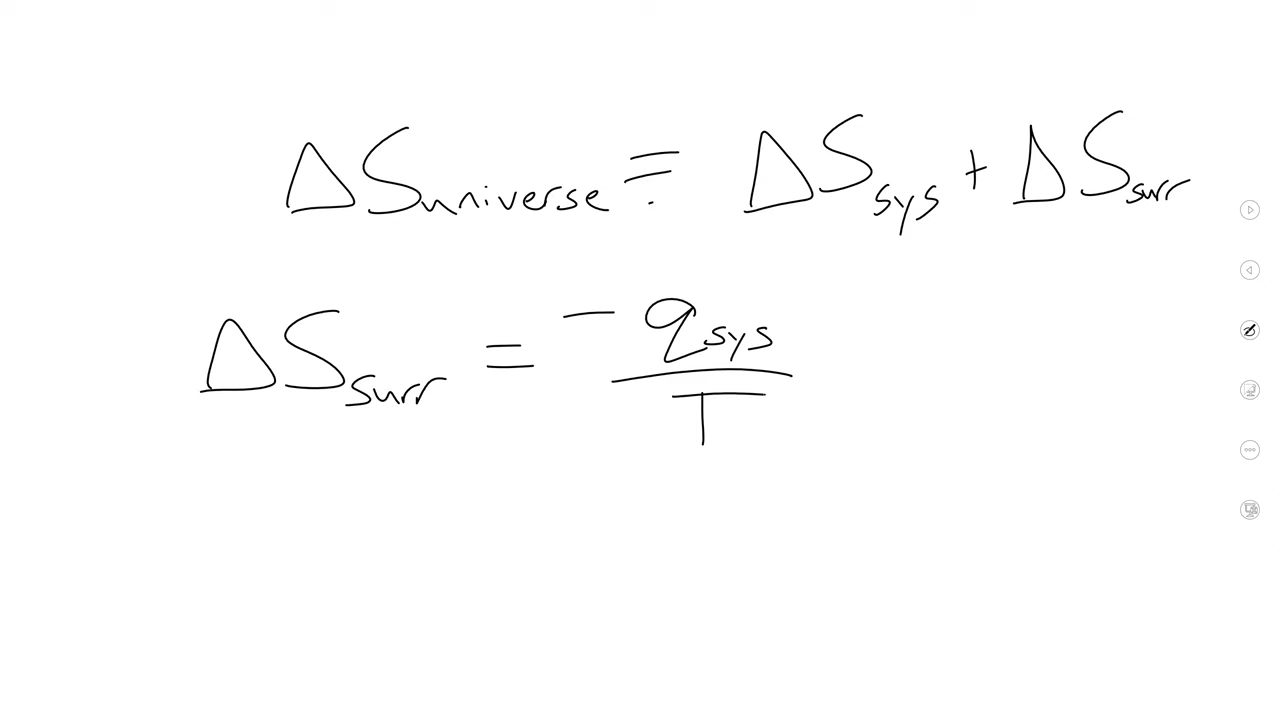 ΔSuniverse = ΔSsys + ΔSsurr
ΔSsurr = -qsys/T